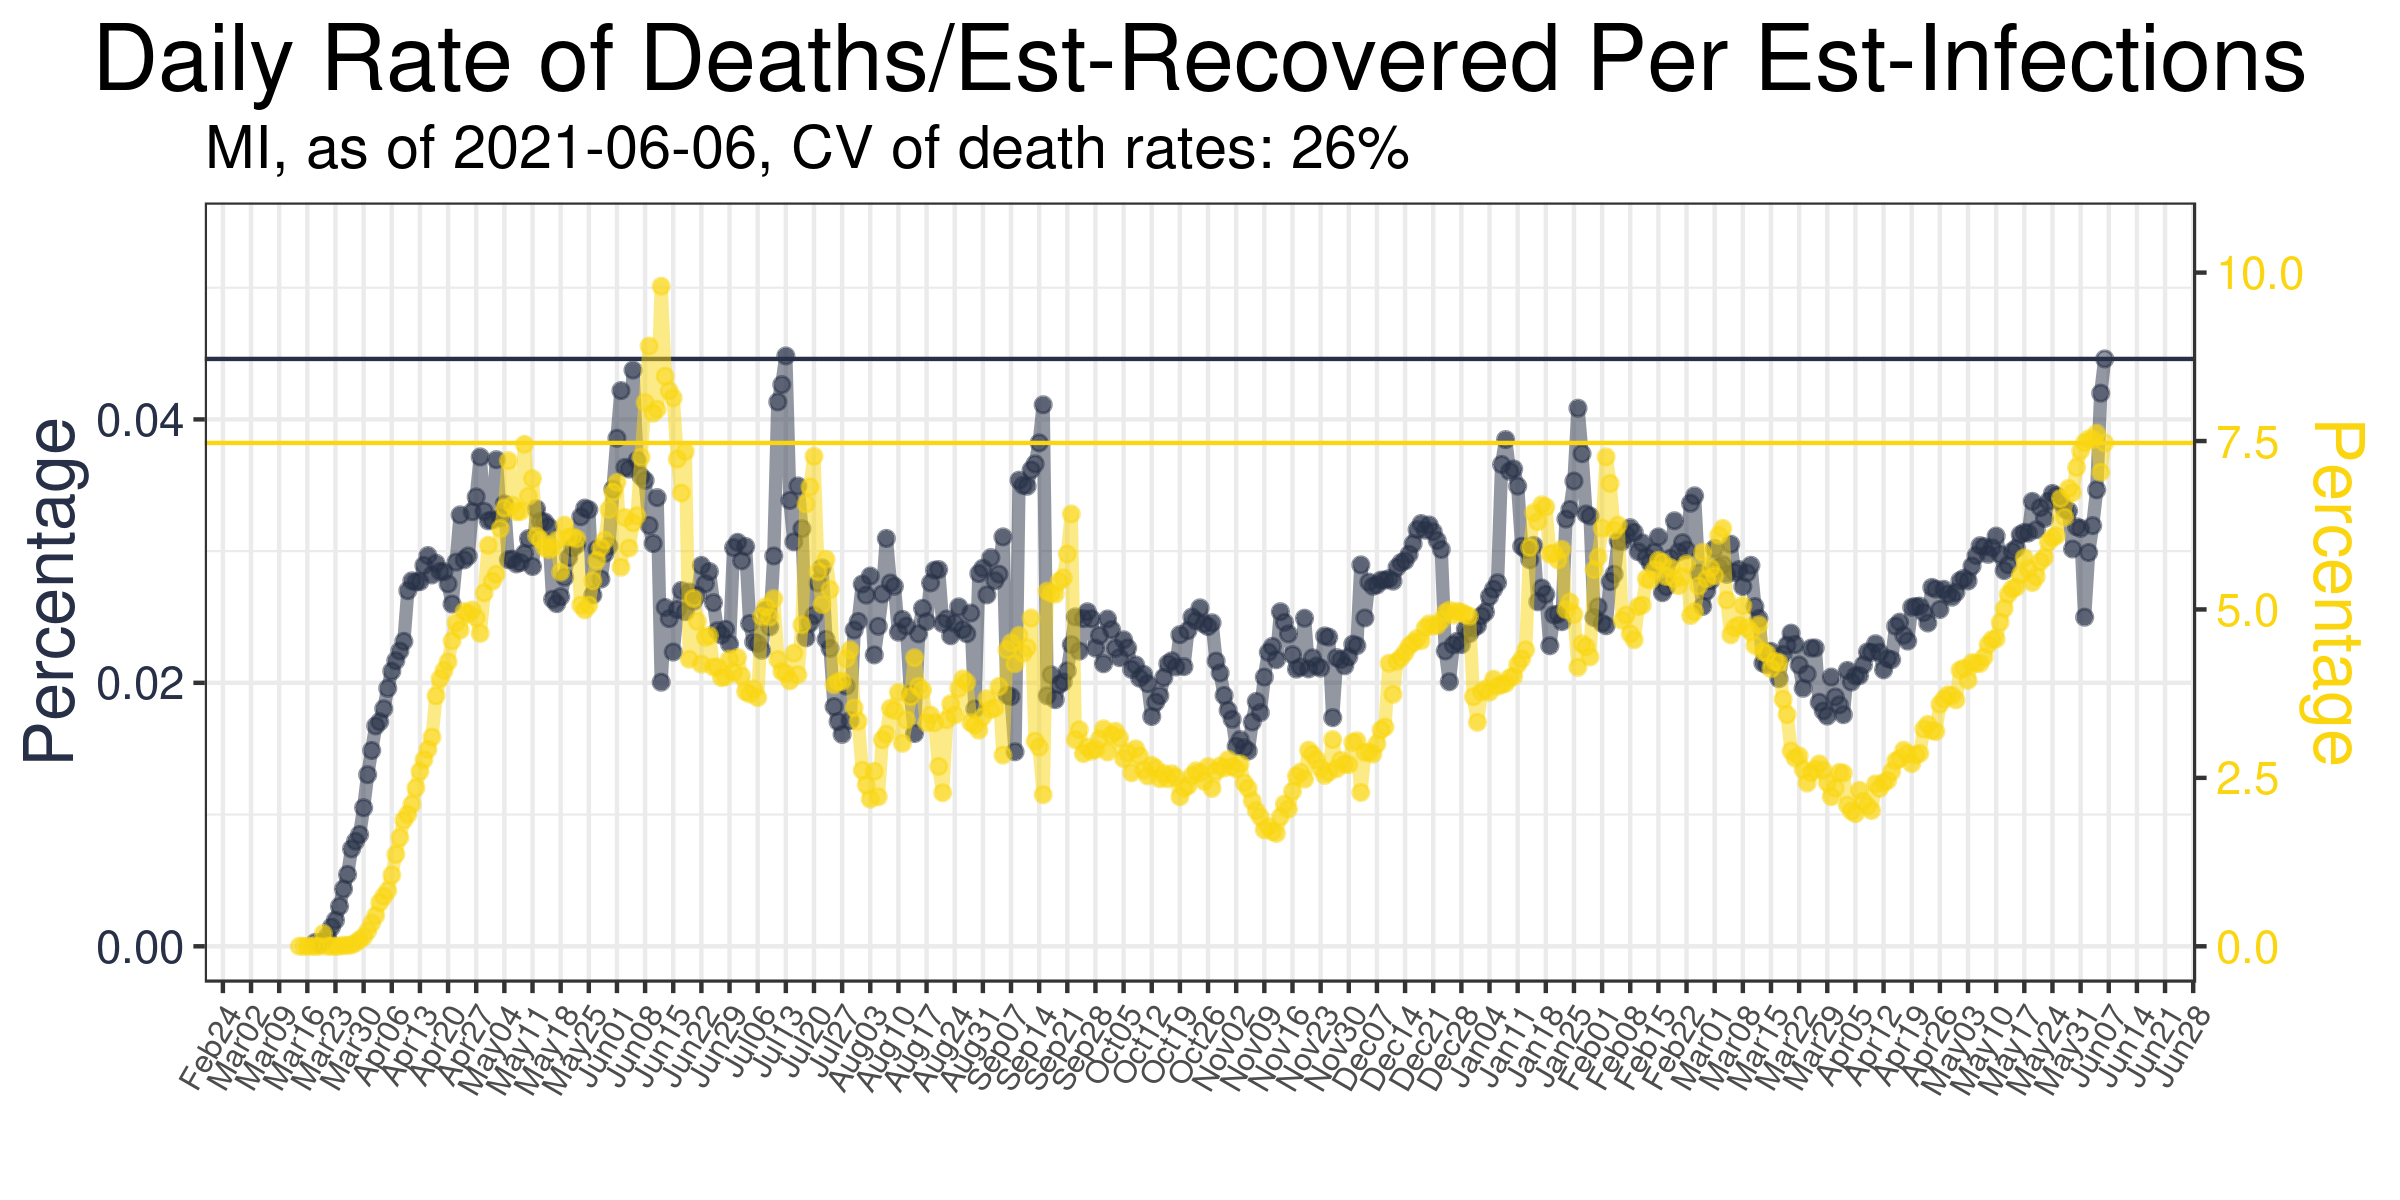 Daily Rate of Deaths/Est-Recovered Per Est-Infections
MI, as of 2021-06-06, CV of death rates: 26%
Percentage
0.04
0.02
0.00
10.0
7.5
5.0
2.5
0.0
Percentage
Feb24
Mar02
Mar09
Mar16
Mar23
Mar30
Apr06
Apr13
Apr20
Apr27
May04
May11
May18
May25
Jun01
Jun08
Jun15
Jun22
Jun29
Jul06
Jul13
Jul20
Jul27
Aug03
Aug10
Aug17
Aug24
Aug31
Sep07
Sep14
Sep21
Sep28
Oct05
Oct12
Oct19
Oct26
Nov02
Nov09
Nov16
Nov23
Nov30
Dec07
Dec14
Dec21
Dec28
Jan04
Jan11
Jan18
Jan25
Feb01
Feb08
Feb15
Feb22
Mar01
Mar08
Mar15
Mar22
Mar29
Apr05
Apr12
Apr19
Apr26
May03
May10
May17
May24
May31
Jun07
Jun14
Jun21
Jun28